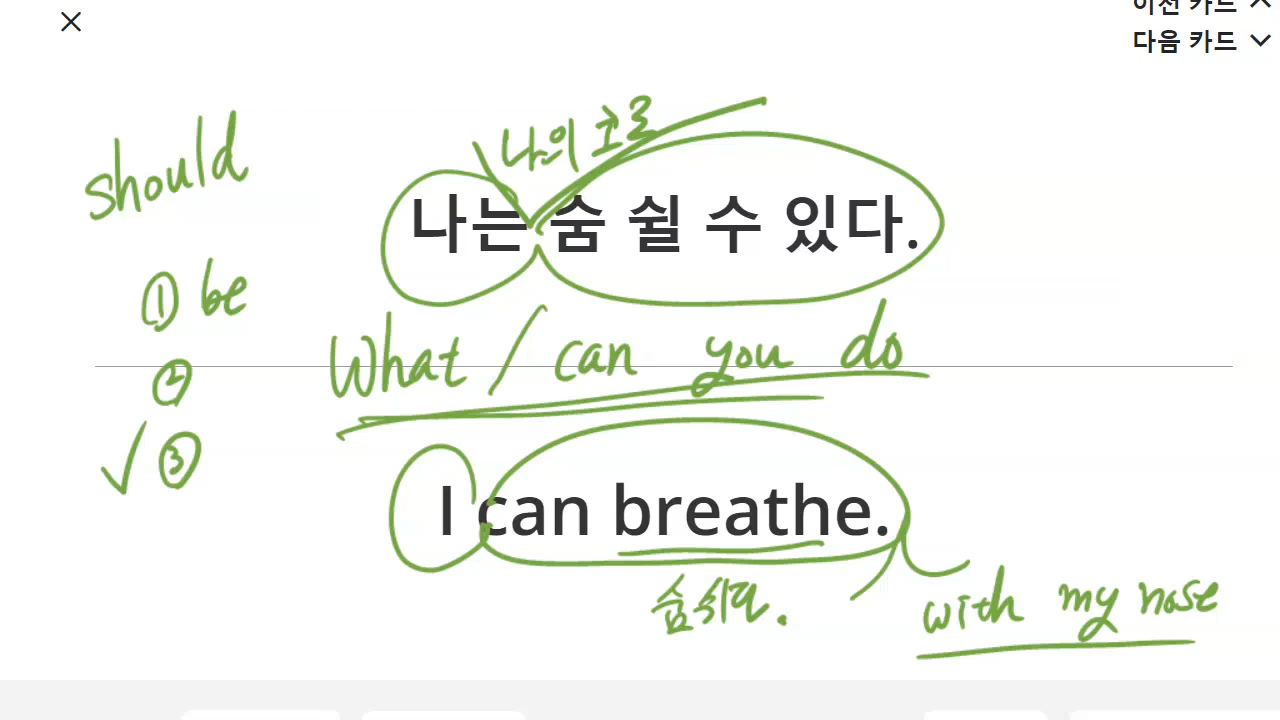 이전 카드
다음 카드
should
나의 코로
나는 숨 쉴 수 있다.
① be
②
③
What / can you do
I can breathe.
숨쉬다.
with my nose